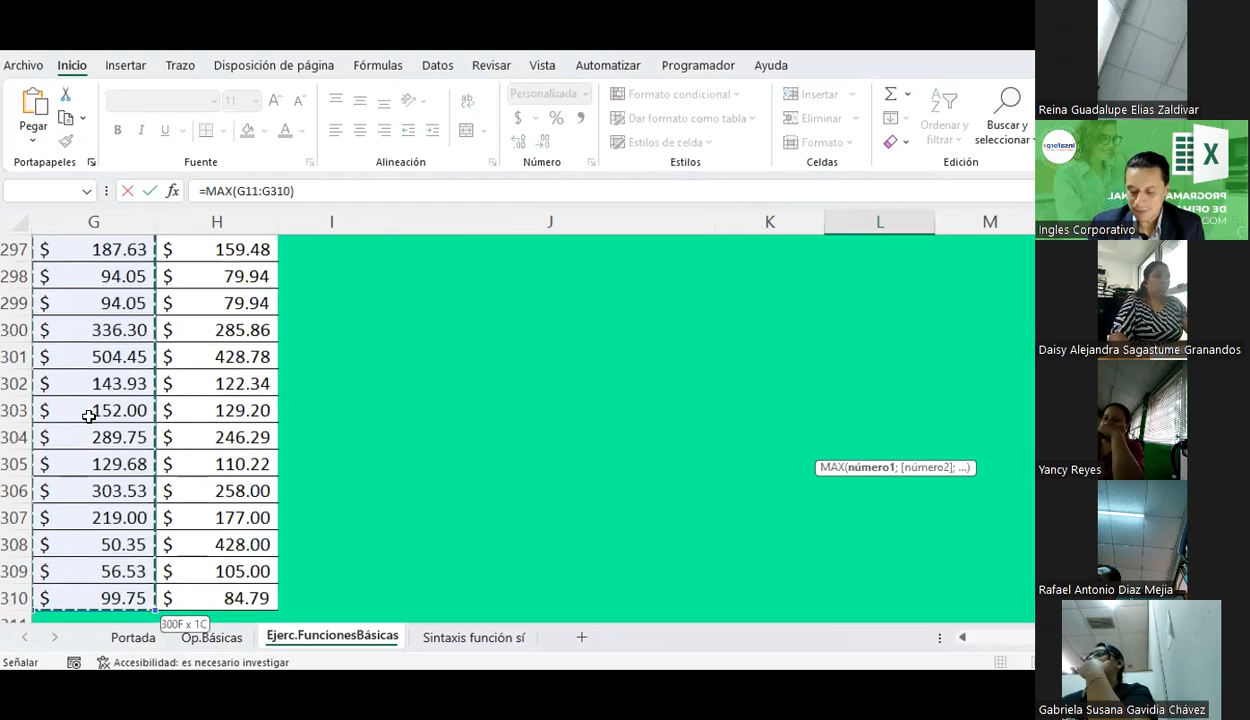 Archivo Inicio Insertar Trazo Disposición de página Fórmulas Datos Revisar Vista Automatizar Programador Ayuda
Pegar
11
Personalizada
Formato condicional
Dar formato como tabla
Estilos de celda
Insertar
Eliminar
Formato
Ordenar y filtrar
Buscar y seleccionar
Portapapeles Fuente Alineación Número Estilos Celdas Edición
fx =MAX(G11:G310)
G H I J K L M
297 $ 187.63 $ 159.48
298 $ 94.05 $ 79.94
299 $ 94.05 $ 79.94
300 $ 336.30 $ 285.86
301 $ 504.45 $ 428.78
302 $ 143.93 $ 122.34
303 $ 152.00 $ 129.20
304 $ 289.75 $ 246.29
305 $ 129.68 $ 110.22
MAX(número1; [número2]; ...)
306 $ 303.53 $ 258.00
307 $ 219.00 $ 177.00
308 $ 50.35 $ 428.00
309 $ 56.53 $ 105.00
310 $ 99.75 $ 84.79
300F x 1C
Portada Op.Básicas Ejerc.FuncionesBásicas Sintaxis función sí
Señalar Accesibilidad: es necesario investigar
Reina Guadalupe Elias Zaldivar
Ingles Corporativo
Daisy Alejandra Sagastume Granandos
Yancy Reyes
Rafael Antonio Diaz Mejia
Gabriela Susana Gavidia Chávez